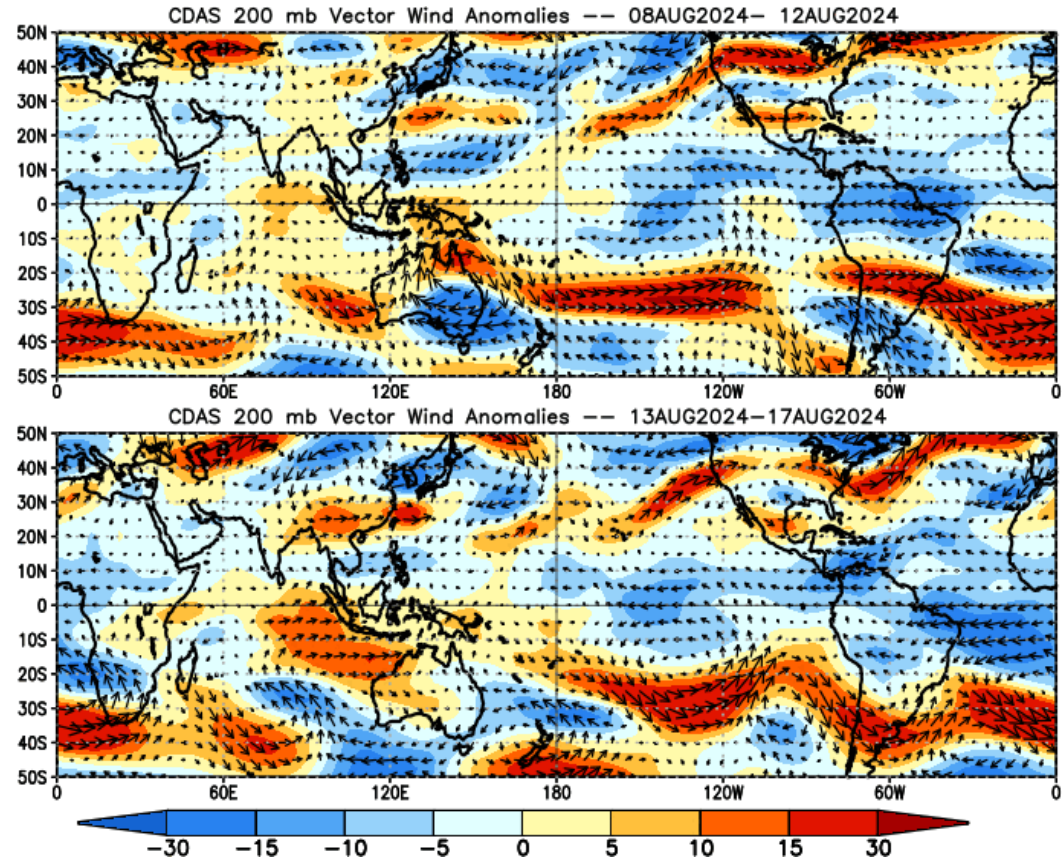 CDAS 200 mb Vector Wind Anomalies -- 08AUG2024- 12AUG2024
50N
40N
30N
20N
10N
0
10S
20S
30S
40S
50S
0 60E 120E 180 120W 60W 0
CDAS 200 mb Vector Wind Anomalies -- 13AUG2024-17AUG2024
50N
40N
30N
20N
10N
0
10S
20S
30S
40S
50S
0 60E 120E 180 120W 60W 0
-30 -15 -10 -5 0 5 10 15 30